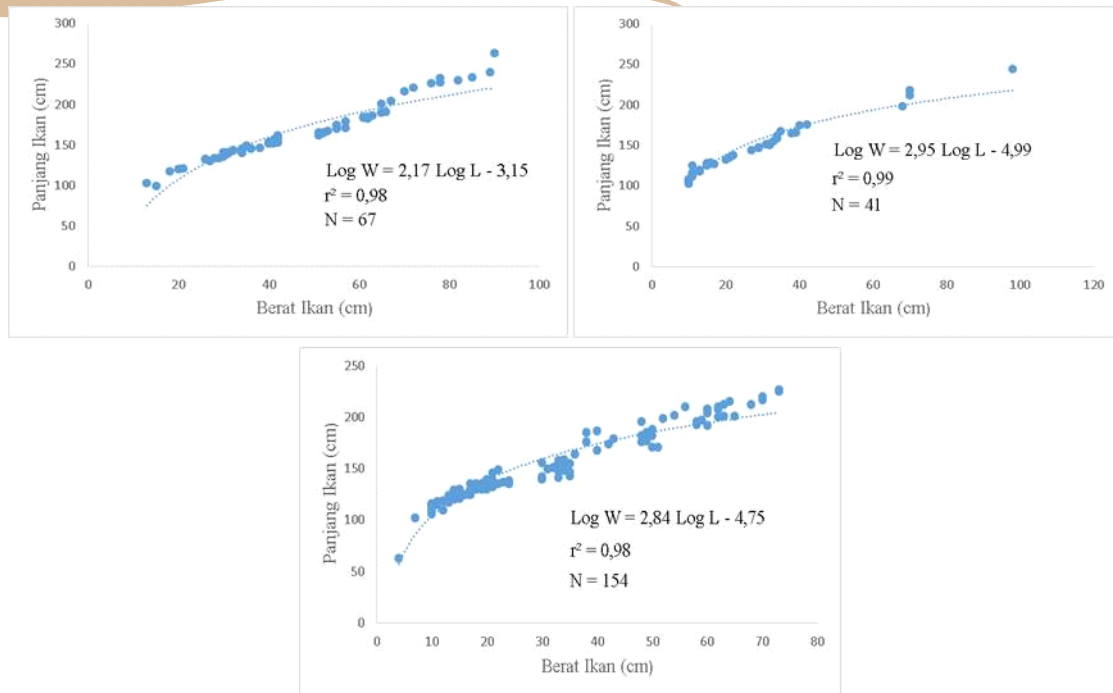 300
250
200
150
100
50
0
Panjang Ikan (cm)
Log W = 2,17 Log L - 3,15
r² = 0,98
N = 67
0 20 40 60 80 100
Berat Ikan (cm)
300
250
200
150
100
50
0
Panjang Ikan (cm)
Log W = 2,95 Log L - 4,99
r² = 0,99
N = 41
0 20 40 60 80 100 120
Berat Ikan (cm)
250
200
150
100
50
0
Panjang Ikan (cm)
Log W = 2,84 Log L - 4,75
r² = 0,98
N = 154
0 10 20 30 40 50 60 70 80
Berat Ikan (cm)